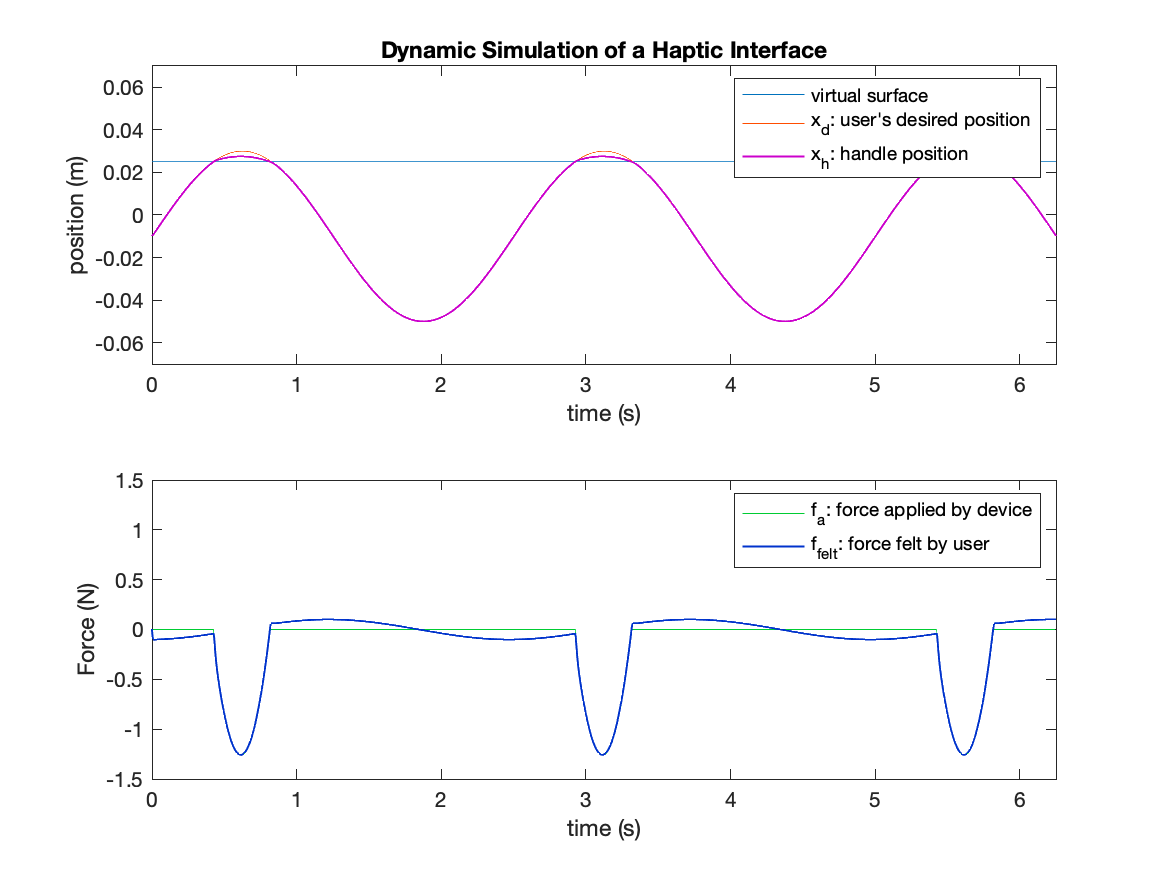 Dynamic Simulation of a Haptic Interface
virtual surface
x_d: user's desired position
x_h: handle position
position (m)
0.06
0.04
0.02
0
-0.02
-0.04
-0.06
0 1 2 3 4 5 6
time (s)
f_a: force applied by device
f_felt: force felt by user
Force (N)
1.5
1
0.5
0
-0.5
-1
-1.5
0 1 2 3 4 5 6
time (s)